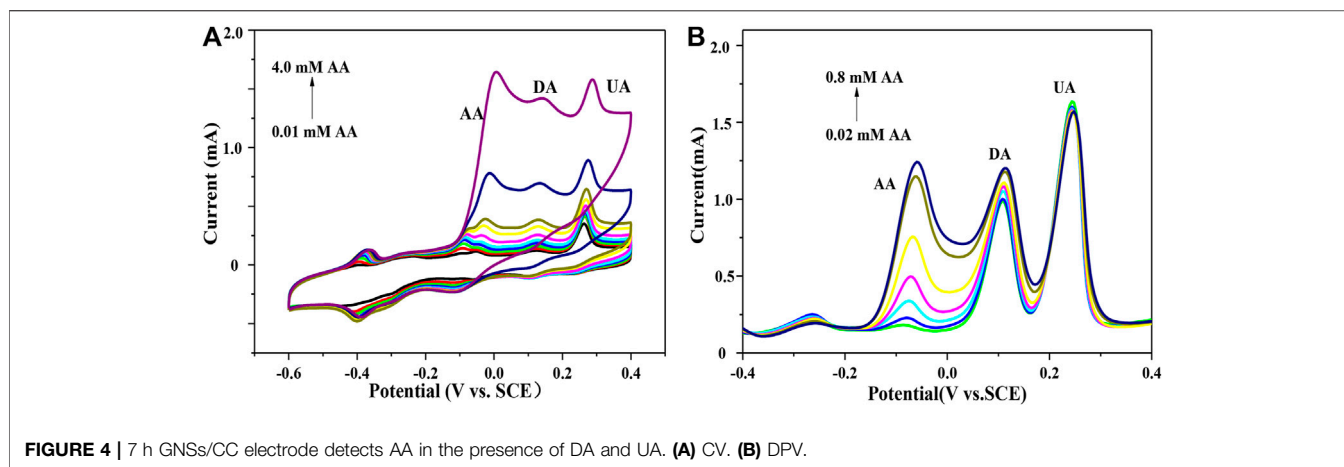 A
2.0
4.0 mM AA
0.01 mM AA
AA
DA
UA
1.0
0
Current (mA)
-0.6 -0.4 -0.2 0.0 0.2 0.4
Potential (V vs. SCE）
B
2.0
0.8 mM AA
0.02 mM AA
AA
DA
UA
1.5
1.0
0.5
0
Current(mA)
-0.4 -0.2 0.0 0.2 0.4
Potential(V vs.SCE)
FIGURE 4 | 7 h GNSs/CC electrode detects AA in the presence of DA and UA. (A) CV. (B) DPV.